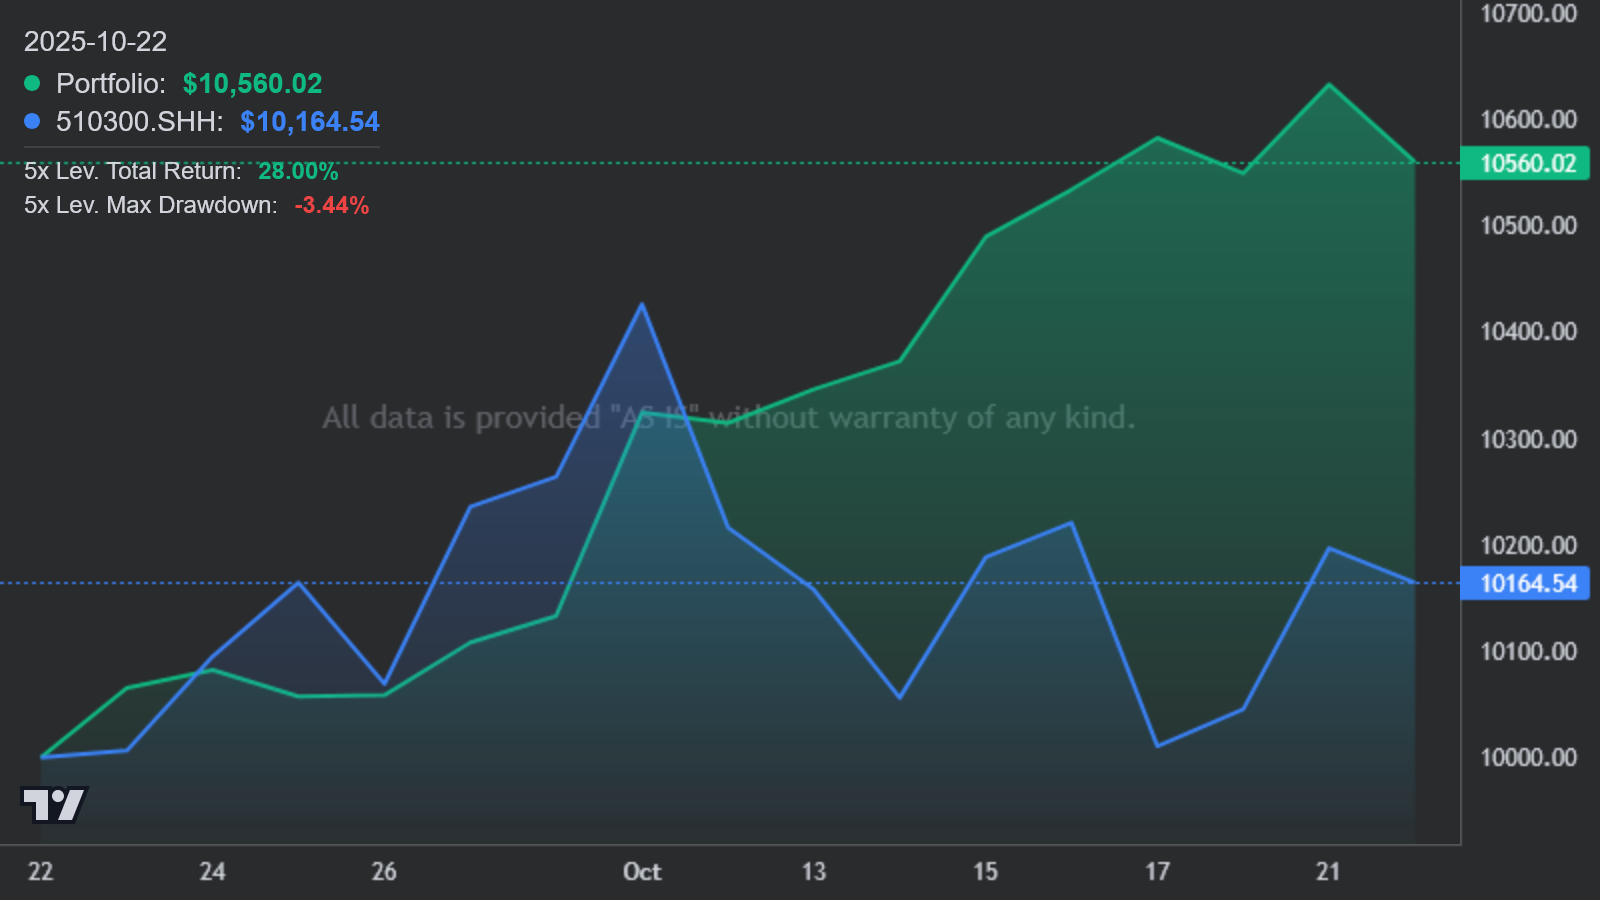 2025-10-22
Portfolio: $10,560.02
510300.SHH: $10,164.54
5x Lev. Total Return: 28.00%
5x Lev. Max Drawdown: -3.44%
All data is provided "AS IS" without warranty of any kind.
10700.00
10600.00
10560.02
10500.00
10400.00
10300.00
10200.00
10164.54
10100.00
10000.00
22 24 26 Oct 13 15 17 21